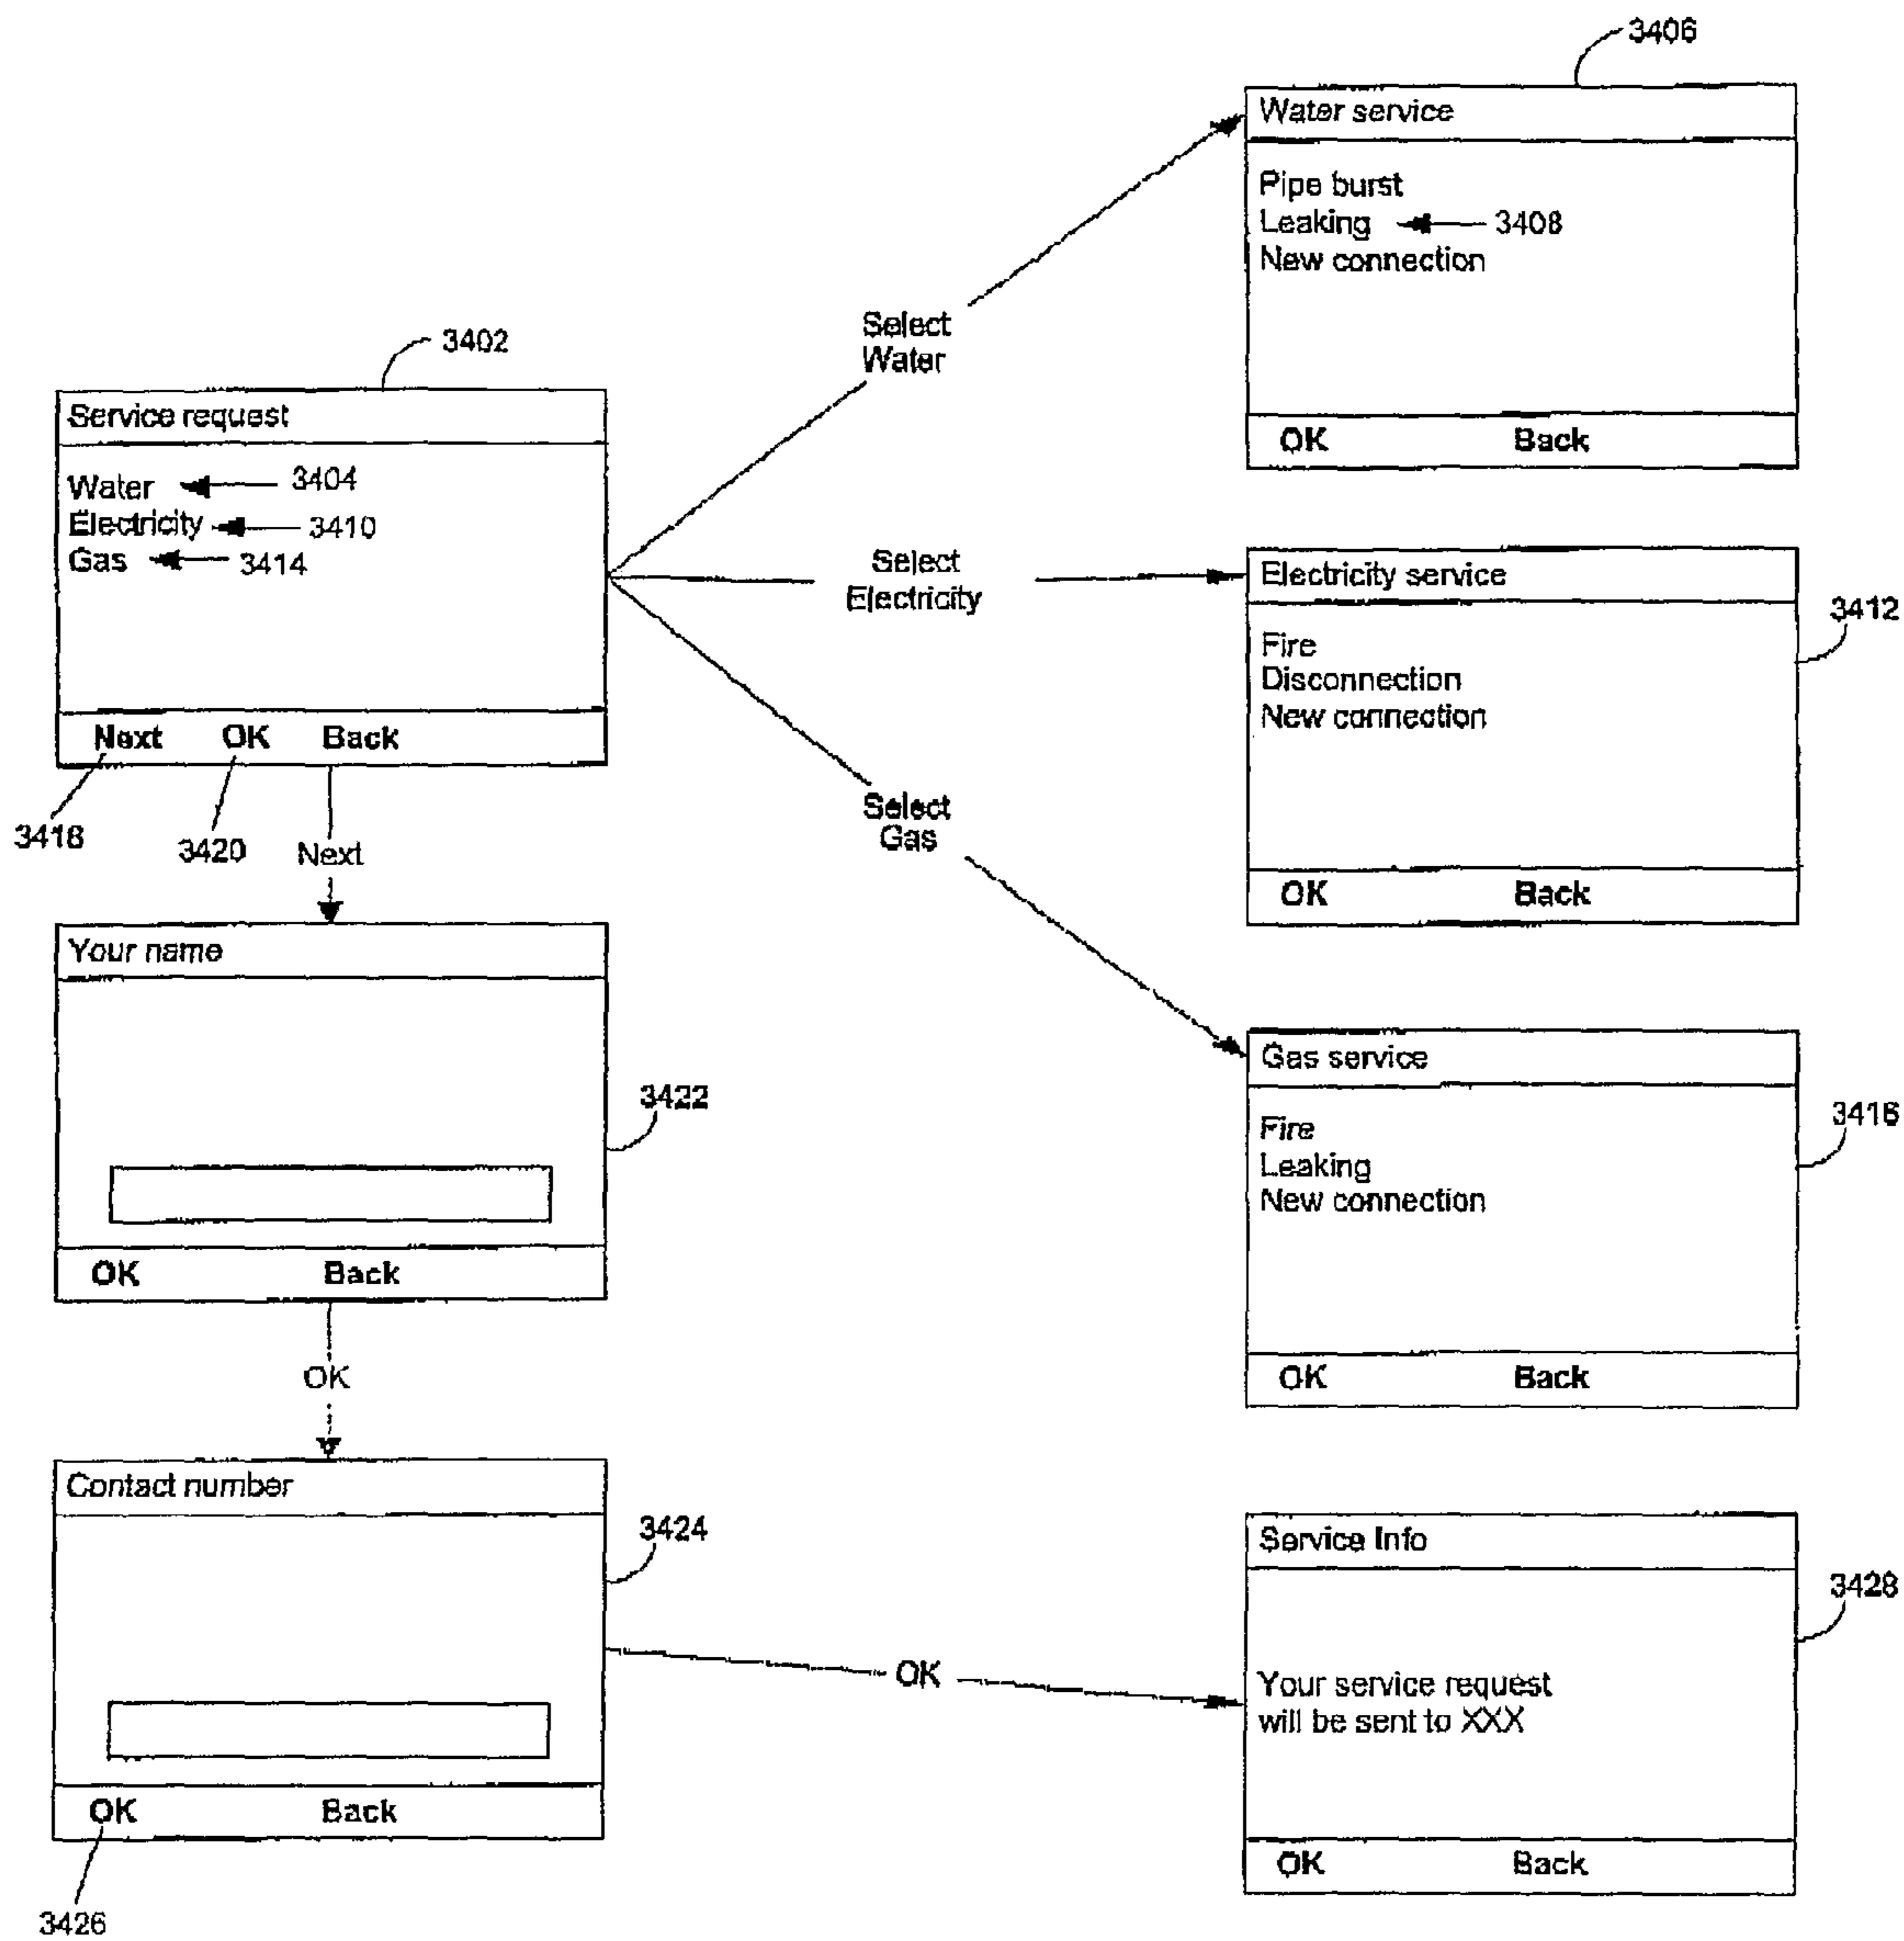 3406
Water service
Pipe burst
Leaking
3408
New connection
OK Back
Select
Water
3402
Service request
Water
3404
Electricity
3410
Gas
3414
Next OK Back
3418
3420
Next
Select
Electricity
Electricity service
3412
Fire
Disconnection
New connection
OK Back
Select
Gas
Your name
3422
OK Back
Gas service
3416
Fire
Leaking
New connection
OK Back
OK
Contact number
3424
OK Back
3426
OK
Service Info
3428
Your service request
will be sent to XXX
OK Back